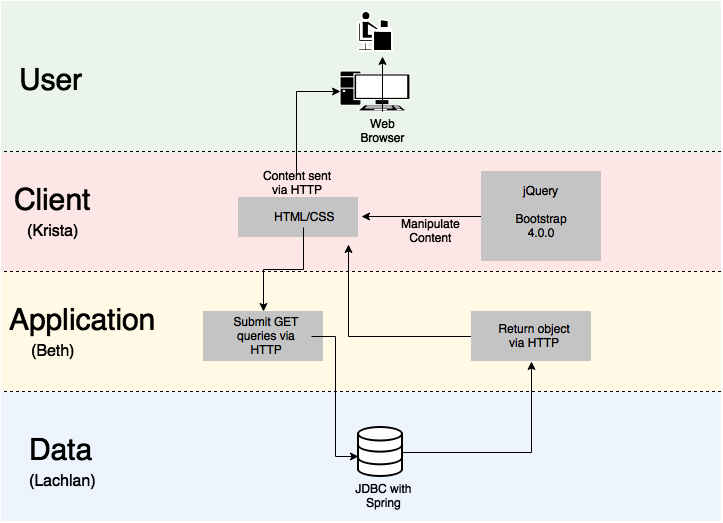 User
Web
Browser
Content sent
via HTTP
Client
(Krista)
HTML/CSS
Manipulate
Content
jQuery
Bootstrap
4.0.0
Application
(Beth)
Submit GET
queries via
HTTP
Return object
via HTTP
Data
(Lachlan)
JDBC with
Spring